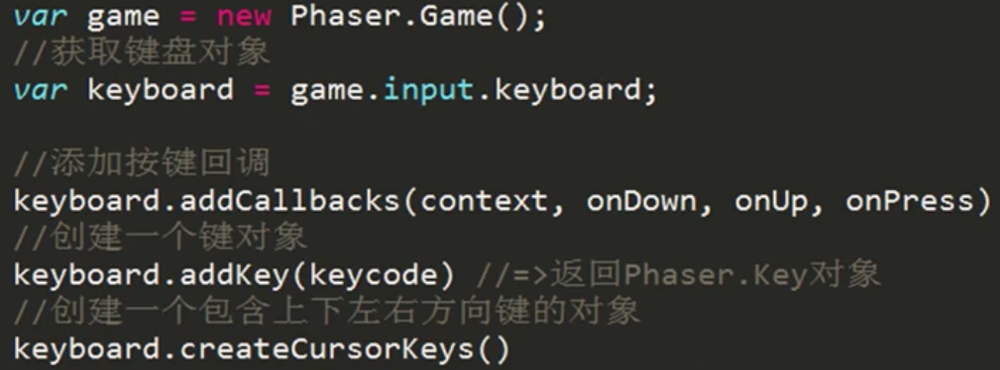 var game = new Phaser.Game();
//获取键盘对象
var keyboard = game.input.keyboard;
//添加按键回调
keyboard.addCallbacks(context, onDown, onUp, onPress)
//创建一个键对象
keyboard.addKey(keycode) //=>返回Phaser.Key对象
//创建一个包含上下左右方向键的对象
keyboard.createCursorKeys()